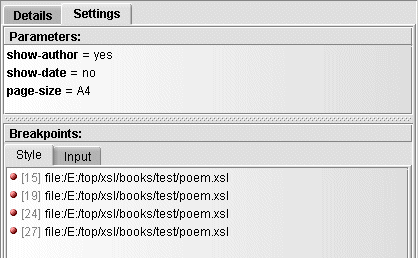 Details Settings
Parameters:
show-author = yes
show-date = no
page-size = A4
Breakpoints:
Style Input
[15] file:/E:/top/xsl/books/test/poem.xsl
[19] file:/E:/top/xsl/books/test/poem.xsl
[24] file:/E:/top/xsl/books/test/poem.xsl
[27] file:/E:/top/xsl/books/test/poem.xsl